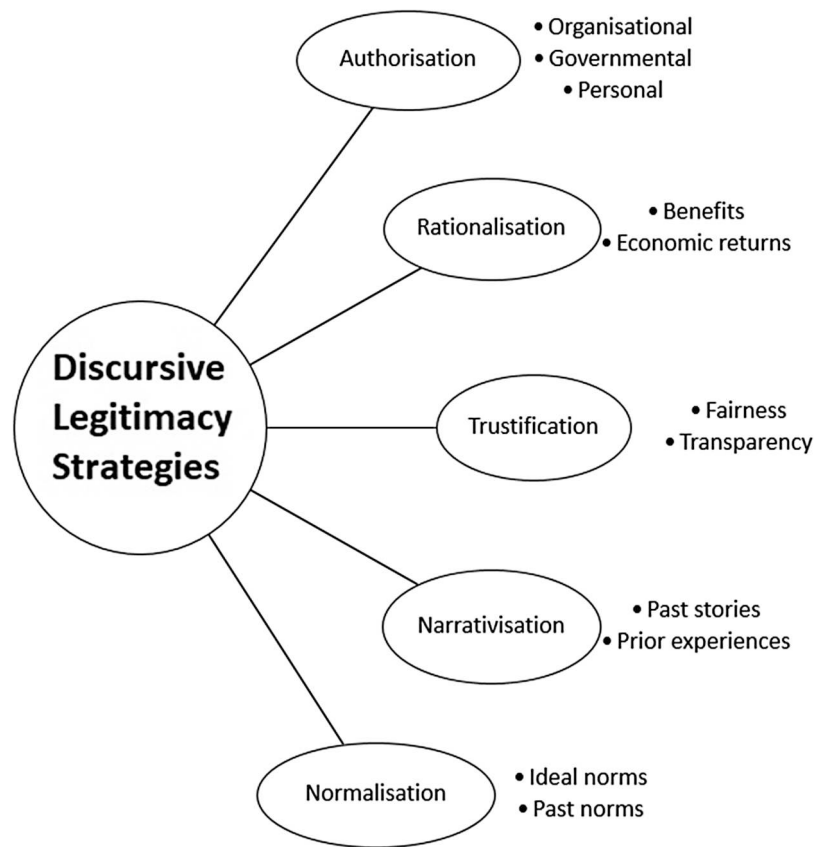 Authorisation
• Organisational
• Governmental
• Personal
Rationalisation
• Benefits
• Economic returns
Discursive
Legitimacy
Strategies
Trustification
• Fairness
• Transparency
Narrativisation
• Past stories
• Prior experiences
Normalisation
• Ideal norms
• Past norms